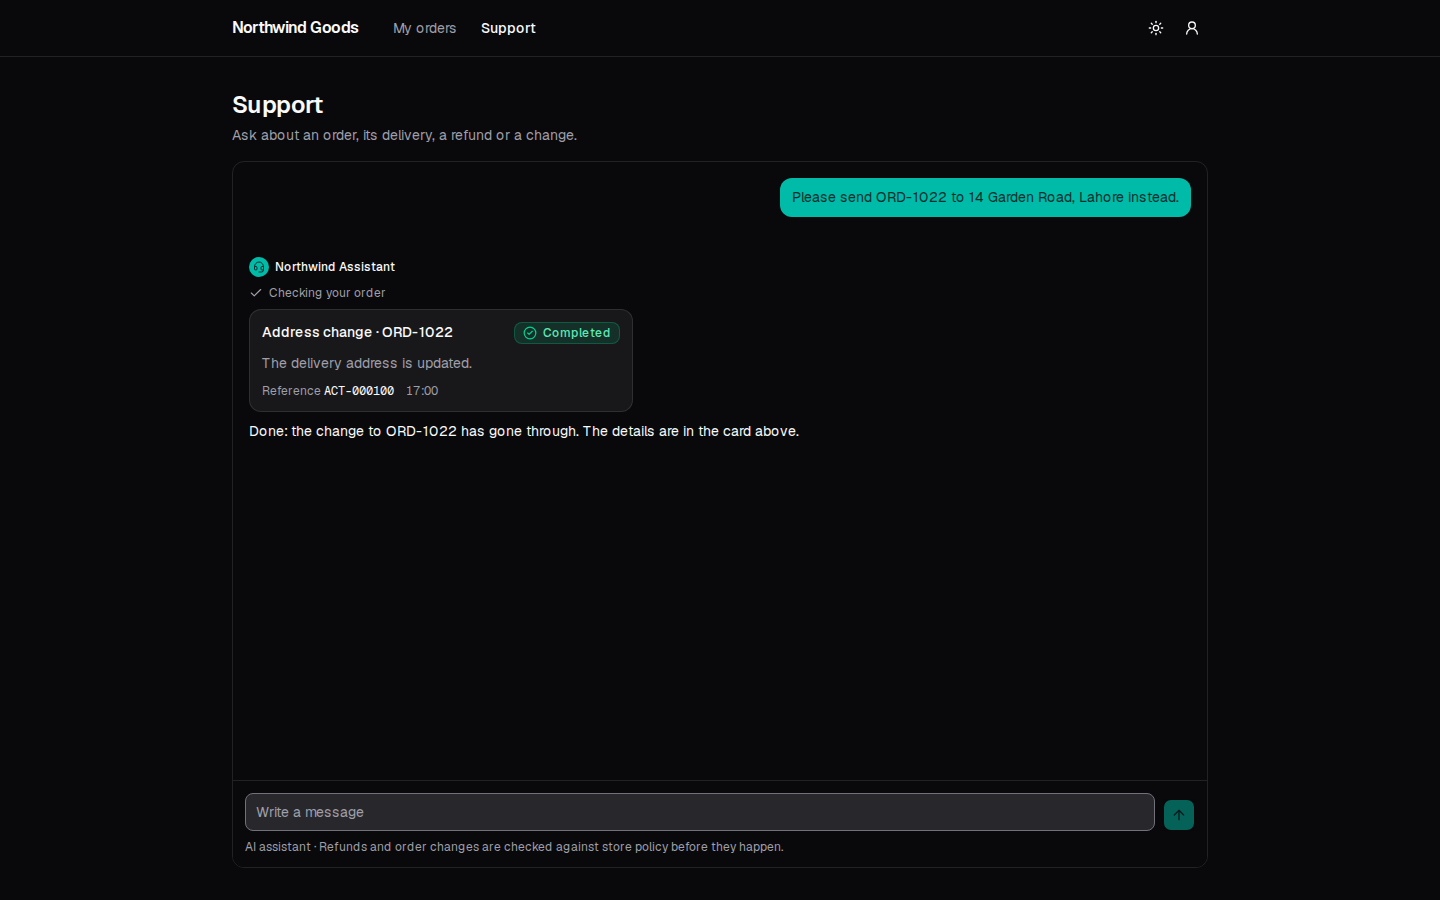 Northwind Goods My orders Support
Support
Ask about an order, its delivery, a refund or a change.
Please send ORD-1022 to 14 Garden Road, Lahore instead.
Northwind Assistant
Checking your order
Address change · ORD-1022 Completed
The delivery address is updated.
Reference ACT-000100 17:00
Done: the change to ORD-1022 has gone through. The details are in the card above.
Write a message
AI assistant · Refunds and order changes are checked against store policy before they happen.